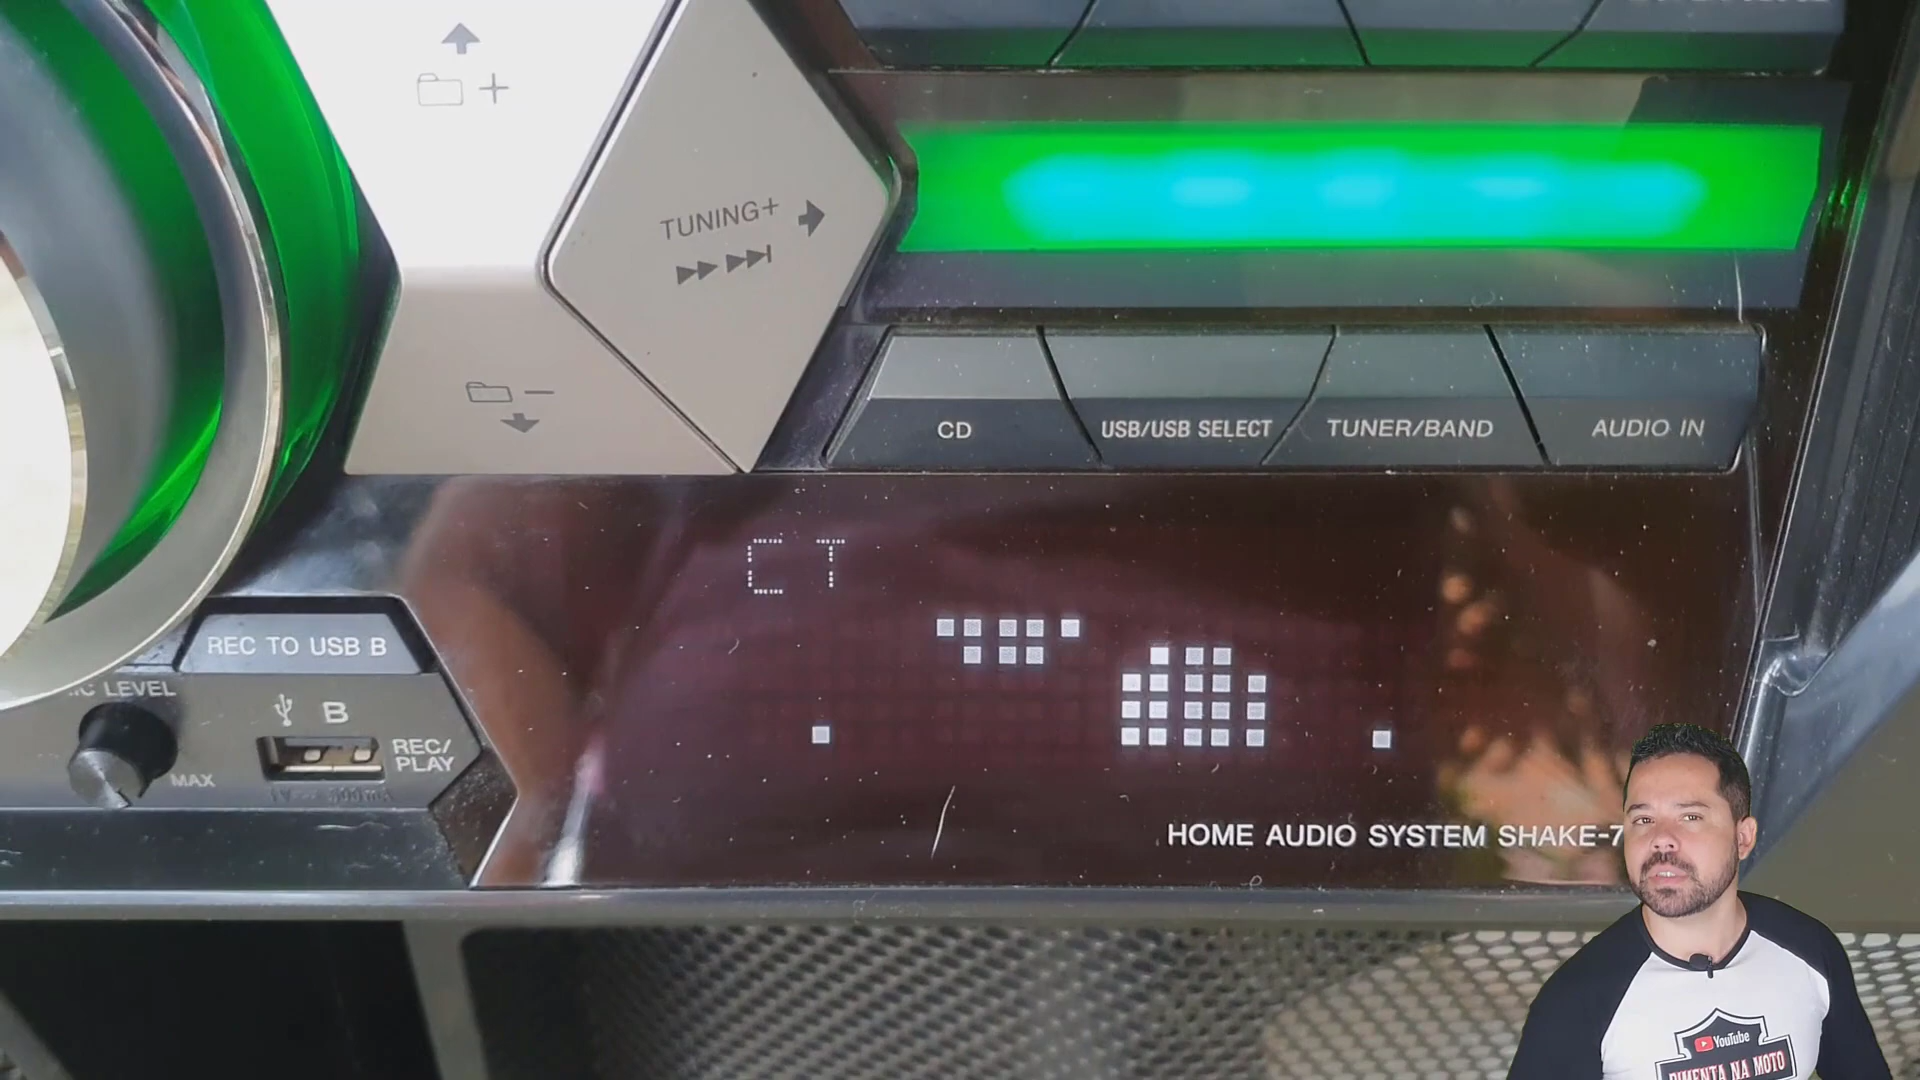 +
TUNING+
CD
USB/USB SELECT
TUNER/BAND
AUDIO IN
CT
REC TO USB B
LEVEL
B
REC/
PLAY
MAX
HOME AUDIO SYSTEM SHAKE-7
YouTube
PIMENTA NA MOTO